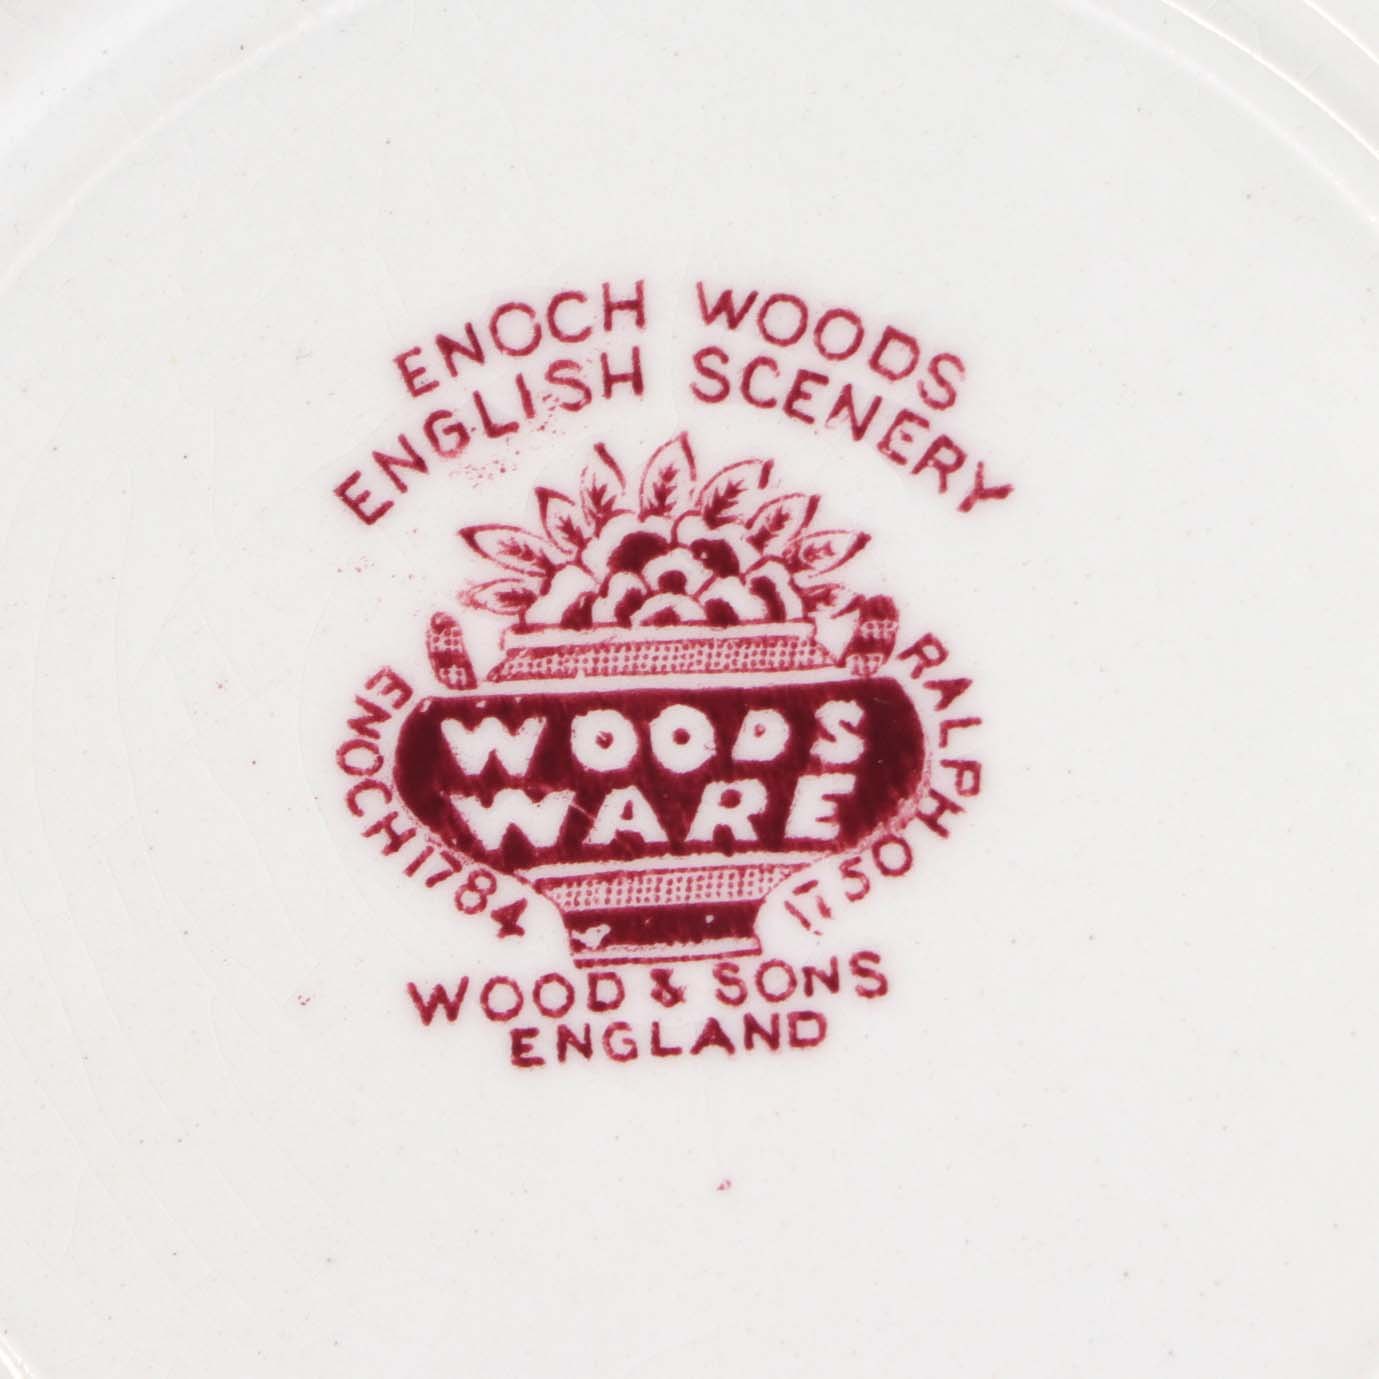 ENOCH WOODS
ENGLISH SCENERY
WOODS
WARE
ENOCH 1784
RALPH 1750
WOOD & SONS
ENGLAND